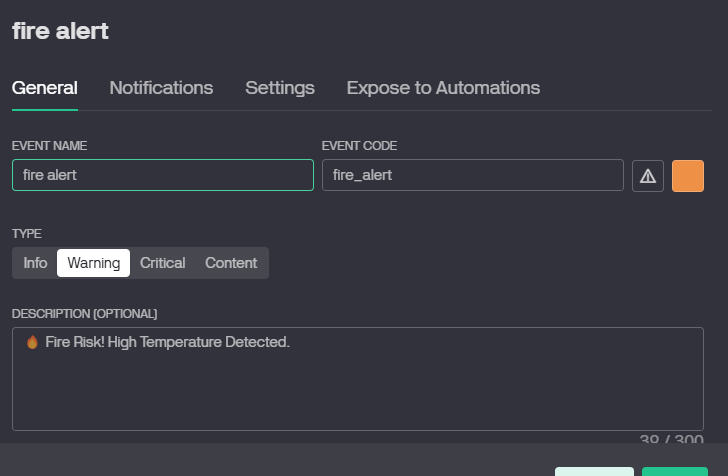 fire alert
General Notifications Settings Expose to Automations
EVENT NAME EVENT CODE
fire alert fire_alert
TYPE
Info Warning Criticial Content
DESCRIPTION (OPTIONAL)
🔥 Fire Risk! High Temperature Detected.
39 / 300